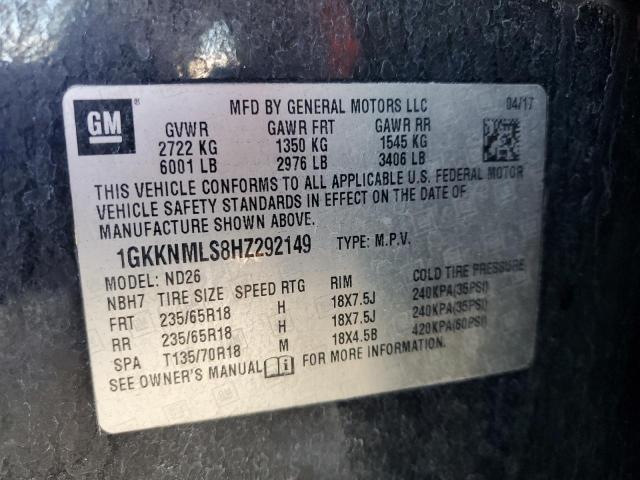 GM
MFD BY GENERAL MOTORS LLC 04/17
GVWR GAWR FRT GAWR RR
2722 KG 1350 KG 1545 KG
6001 LB 2976 LB 3406 LB
THIS VEHICLE CONFORMS TO ALL APPLICABLE U.S. FEDERAL MOTOR
VEHICLE SAFETY STANDARDS IN EFFECT ON THE DATE OF
MANUFACTURE SHOWN ABOVE.
1GKKNMLS8HZ292149 TYPE: M.P.V.
MODEL: ND26
NBH7 TIRE SIZE SPEED RTG RIM COLD TIRE PRESSURE
FRT 235/65R18 H 18X7.5J 240KPA(35PSI)
RR 235/65R18 H 18X7.5J 240KPA(35PSI)
SPA T135/70R18 M 18X4.5B 420KPA(60PSI)
SEE OWNER'S MANUAL FOR MORE INFORMATION.